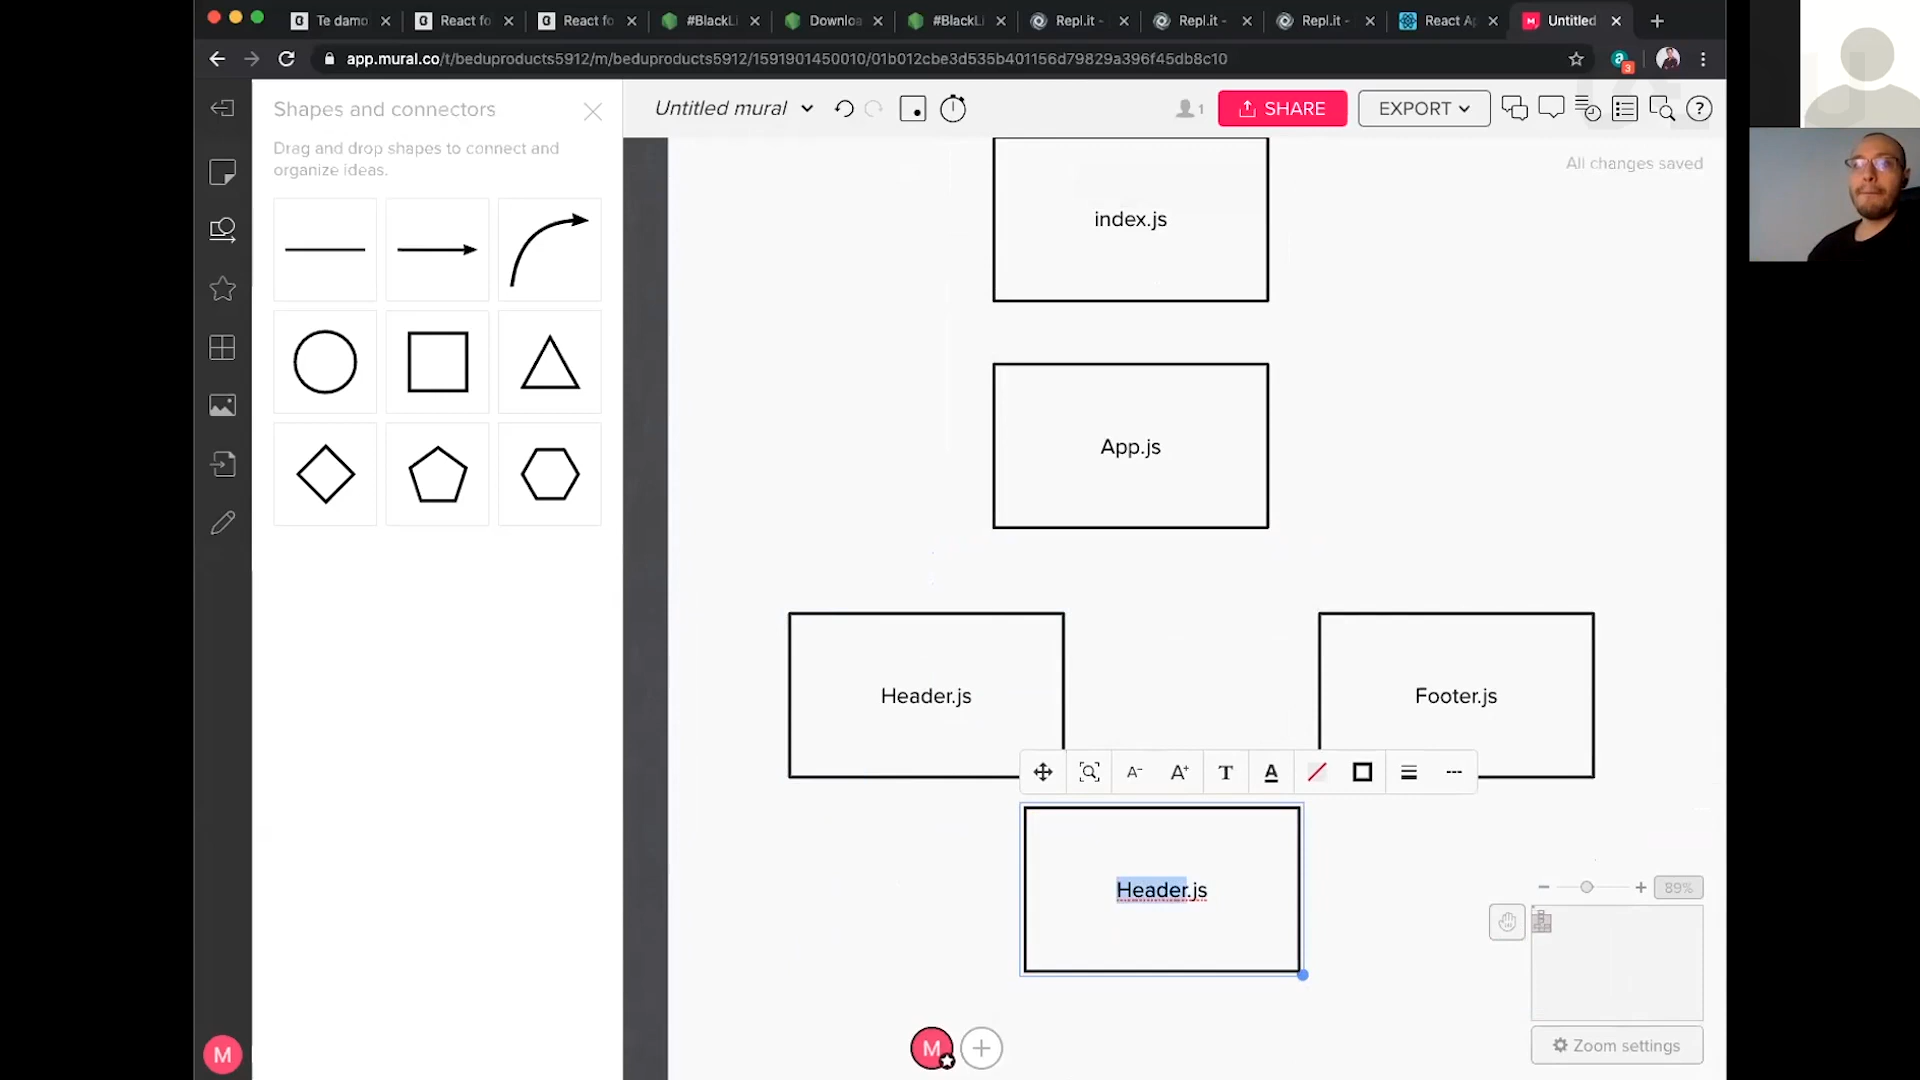 Te damo
React fo
React fo
#BlackLi
Downloa
#BlackLi
Repl.it -
Repl.it -
Repl.it -
React Ap
Untitled
app.mural.co/t/beduproducts5912/m/beduproducts5912/1591901450010/01b012cbe3d535b401156d79829a396f45db8c10
3
Shapes and connectors
Drag and drop shapes to connect and
organize ideas.
Untitled mural
1
SHARE
EXPORT
?
All changes saved
index.js
App.js
Header.js
Footer.js
A-
A+
T
A
Header.js
89%
Zoom settings
M
M